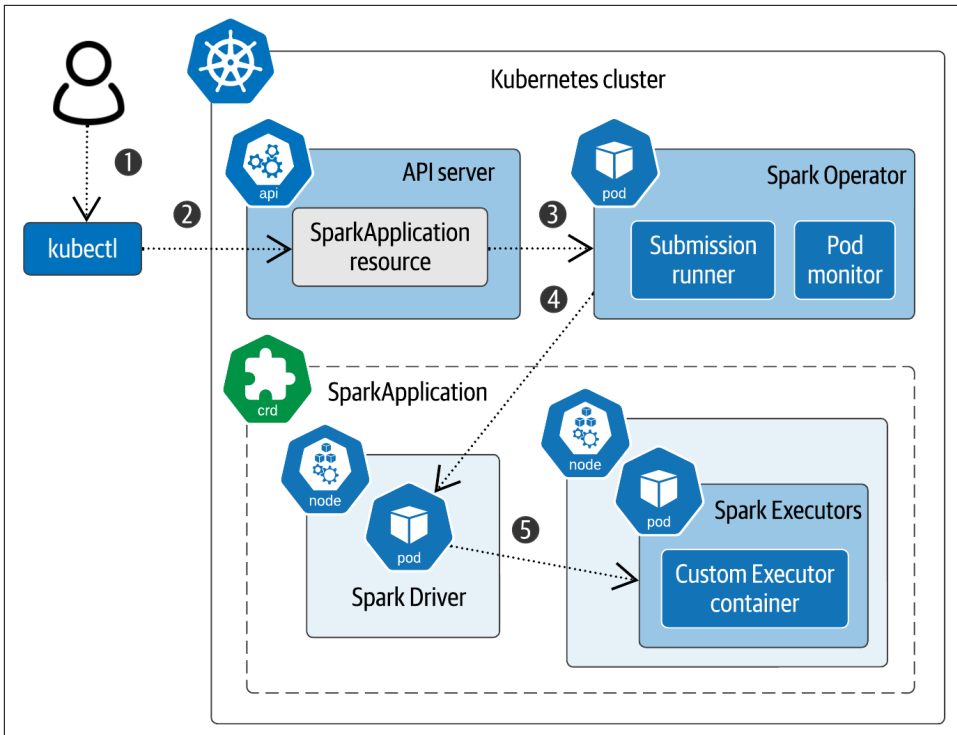 Kubernetes cluster
1
kubectl
2
api
API server
SparkApplication
resource
3
pod
Spark Operator
Submission
runner
Pod
monitor
4
crd
SparkApplication
node
pod
Spark Driver
5
node
pod
Spark Executors
Custom Executor
container